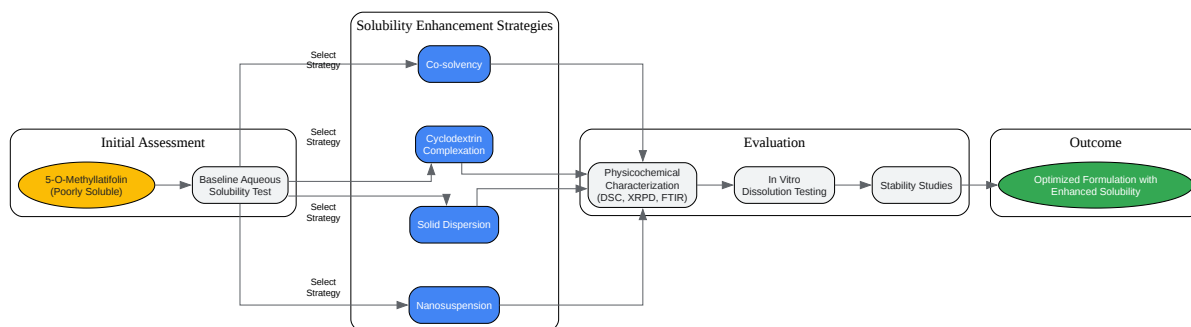 Solubility Enhancement Strategies
Select
Strategy
Co-solvency
Initial Assessment
Select
Strategy
Cyclodextrin
Complexation
Evaluation
Outcome
5-O-Methyllatifolin
(Poorly Soluble)
Baseline Aqueous
Solubility Test
Physicochemical
Characterization
(DSC, XRPD, FTIR)
In Vitro
Dissolution Testing
Stability Studies
Optimized Formulation with
Enhanced Solubility
Select
Strategy
Solid Dispersion
Select
Strategy
Nanosuspension